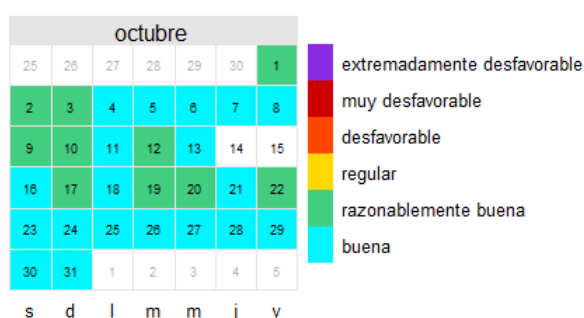 octubre
25 26 27 28 29 30 1
2 3 4 5 6 7 8
9 10 11 12 13 14 15
16 17 18 19 20 21 22
23 24 25 26 27 28 29
30 31 1 2 3 4 5
s d l m m j v
extremadamente desfavorable
muy desfavorable
desfavorable
regular
razonablemente buena
buena